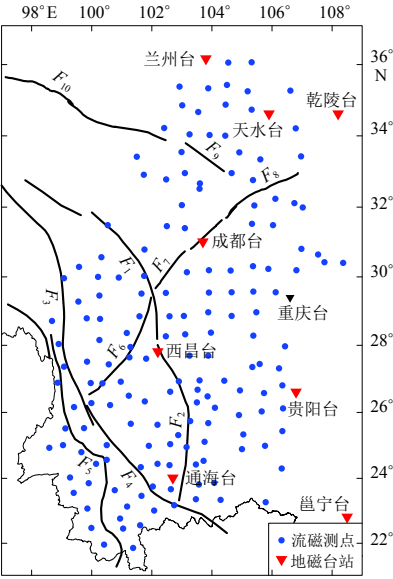 98° E 100° 102° 104° 106° 108°
36°
N
34°
32°
30°
28°
26°
24°
22°
兰州台
乾陵台
天水台
F10
F9
F8
成都台
F7
F1
F3
重庆台
F6
西昌台
贵阳台
F2
通海台
F5
F4
邕宁台
流磁测点
地磁台站